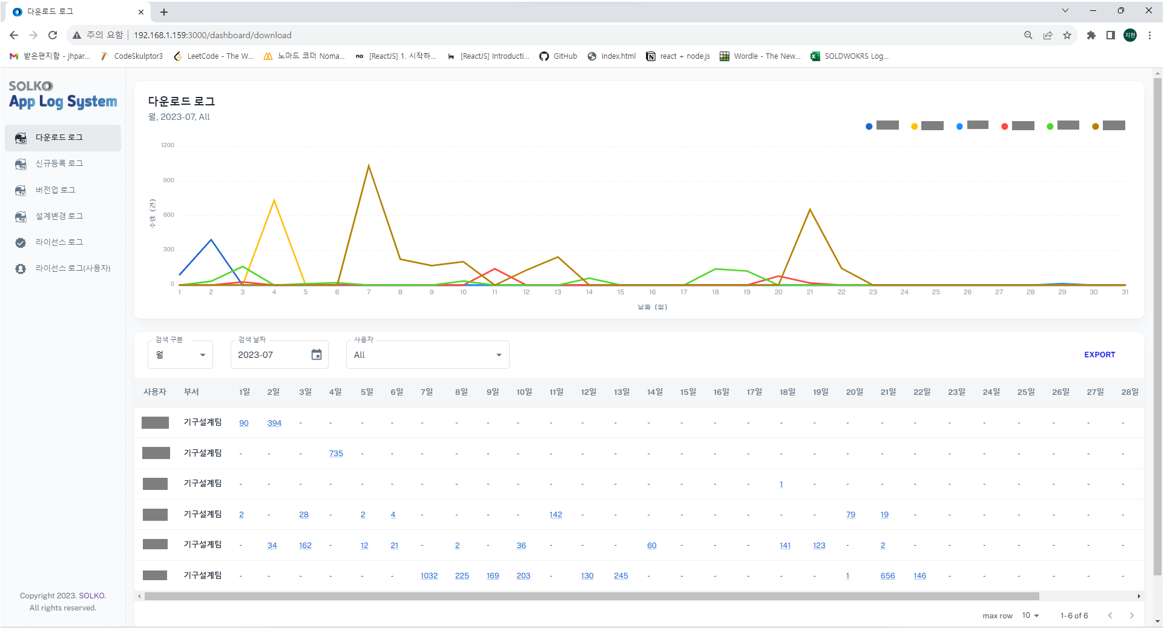 다운로드 로그
주의 요함 | 192.168.1.159:3000/dashboard/download
지현
받은편지함 - jhpar... CodeSkulptor3 LeetCode - The W... 노마드 코더 Noma... [ReactJS] 1. 시작하... [ReactJS] Introducti... GitHub index.html react + node.js Wordle - The New... SOLDWOKRS Log...
SOLKO
App Log System
다운로드 로그
신규등록 로그
버전업 로그
설계변경 로그
라이선스 로그
라이선스 로그(사용자)
Copyright 2023. SOLKO.
All rights reserved.
다운로드 로그
월, 2023-07, All
1200
900
600
300
0
수량 (건)
1 2 3 4 5 6 7 8 9 10 11 12 13 14 15 16 17 18 19 20 21 22 23 24 25 26 27 28 29 30 31
날짜 (일)
검색 구분 검색 날짜 사용자
월 2023-07 All EXPORT
사용자 부서 1일 2일 3일 4일 5일 6일 7일 8일 9일 10일 11일 12일 13일 14일 15일 16일 17일 18일 19일 20일 21일 22일 23일 24일 25일 26일 27일 28일
기구설계팀 90 394 - - - - - - - - - - - - - - - - - - - - - - - - - -
기구설계팀 - - - 735 - - - - - - - - - - - - - - - - - - - - - - - -
기구설계팀 - - - - - - - - - - - - - - - - - 1 - - - - - - - - - -
기구설계팀 2 - 28 - 2 4 - - - - 142 - - - - - - - - 79 19 - - - - - - -
기구설계팀 - 34 162 - 12 21 - 2 - 36 - - - 60 - - - 141 123 - 2 - - - - - - -
기구설계팀 - - - - - - 1032 225 169 203 - 130 245 - - - - - - 1 656 146 - - - - - -
max row 10 1–6 of 6